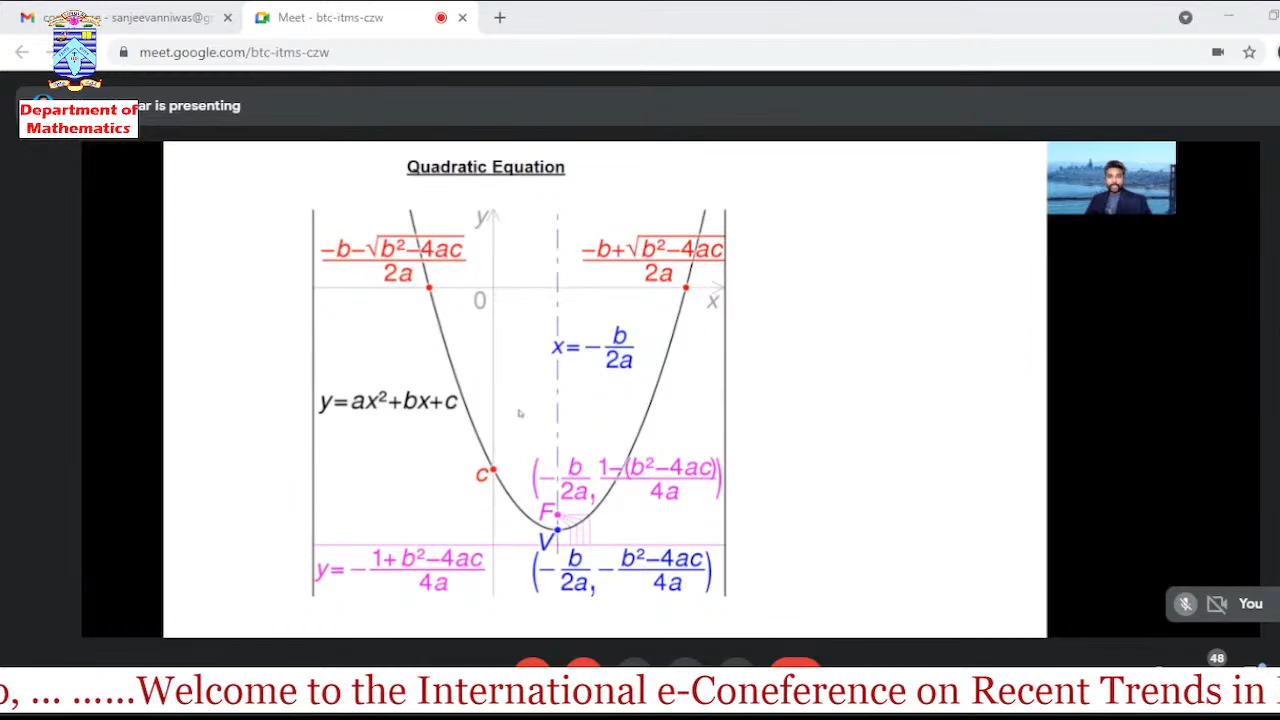 sanjeevanniwas@g
Meet - btc-itms-czw
meet.google.com/btc-itms-czw
Department of
Mathematics
ar is presenting
Quadratic Equation
y
−b−√b²−4ac
2a
−b+√b²−4ac
2a
0
x
x=−b/2a
y=ax²+bx+c
c
(−b/2a, 1−(b²−4ac)/4a)
F
V
y=−1+b²−4ac/4a
(−b/2a, −b²−4ac/4a)
You
48
o, ... ......Welcome to the International e-Coneference on Recent Trends in